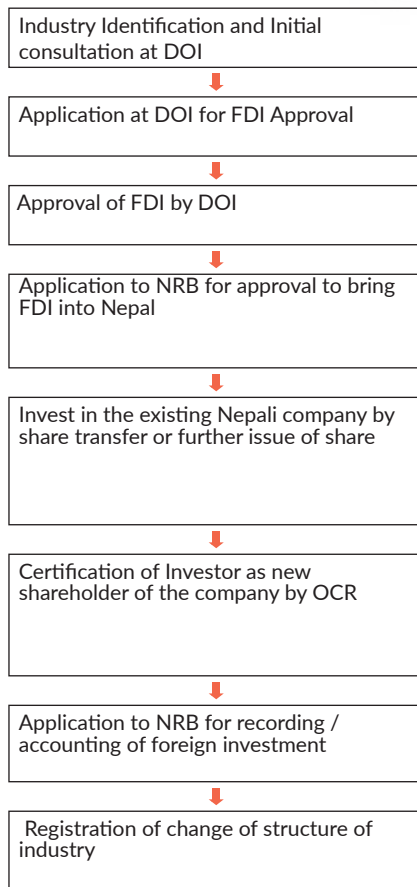 Industry Identification and Initial
consultation at DOI
Application at DOI for FDI Approval
Approval of FDI by DOI
Application to NRB for approval to bring
FDI into Nepal
Invest in the existing Nepali company by
share transfer or further issue of share
Certification of Investor as new
shareholder of the company by OCR
Application to NRB for recording /
accounting of foreign investment
Registration of change of structure of
industry